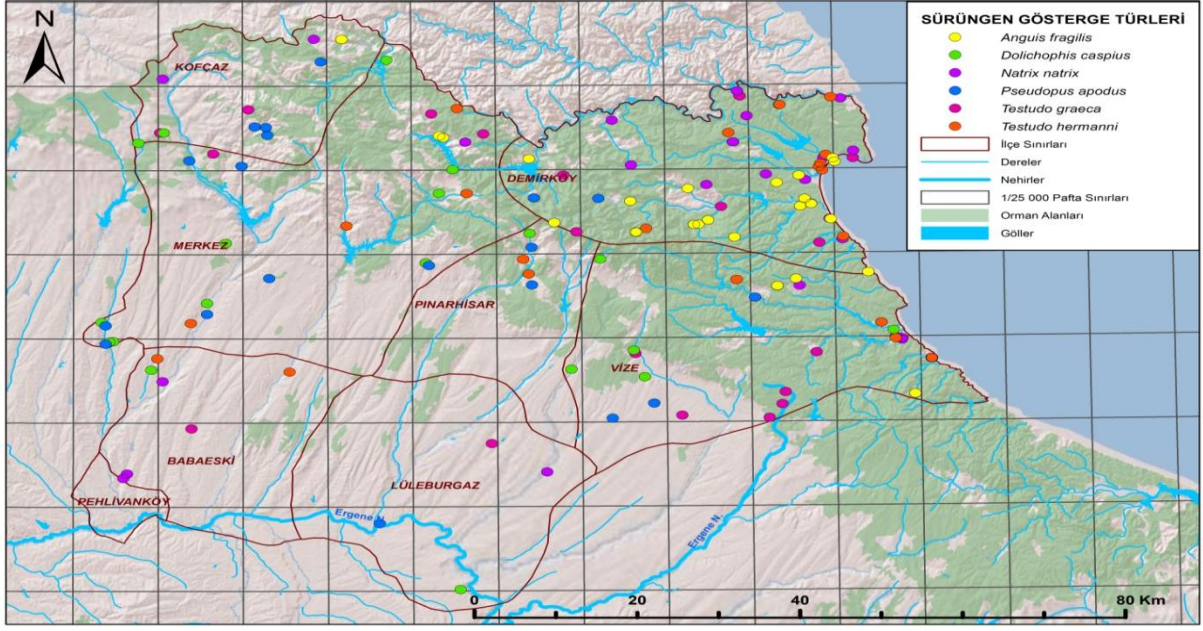 N
SÜRÜNGEN GÖSTERGE TÜRLERİ
Anguis fragilis
Dolichophis caspius
Natrix natrix
Pseudopus apodus
Testudo graeca
Testudo hermanni
İlçe Sınırları
Dereler
Nehirler
1/25 000 Pafta Sınırları
Orman Alanları
Göller
KOFÇAZ
DEMİRKÖY
MERKEZ
PINARHİSAR
VİZE
BABAESKİ
LÜLEBURGAZ
PEHLİVANKÖY
Ergene N.
Ergene N.
0 20 40 80 Km